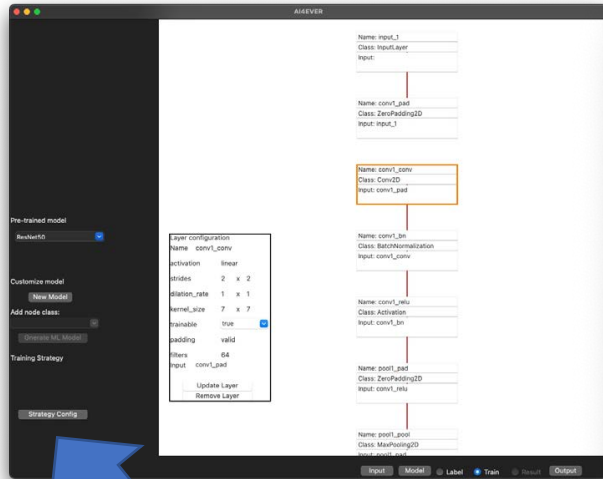 AI4EVER
Name: input_1
Class: InputLayer
Input:
Name: conv1_pad
Class: ZeroPadding2D
Input: input_1
Name: conv1_conv
Class: Conv2D
Input: conv1_pad
Name: conv1_bn
Class: BatchNormalization
Input: conv1_conv
Name: conv1_relu
Class: Activation
Input: conv1_bn
Name: pool1_pad
Class: ZeroPadding2D
Input: conv1_relu
Name: pool1_pool
Class: MaxPooling2D
Input: pool1_pad
Pre-trained model
ResNet50
Customize model
New Model
Add node class:
Gnerate ML Model
Training Strategy
Strategy Config
Layer configuration
Name conv1_conv
activation linear
strides 2 x 2
dilation_rate 1 x 1
kernel_size 7 x 7
trainable true
padding valid
filters 64
Input conv1_pad
Update Layer
Remove Layer
Input Model Label Train Result Output